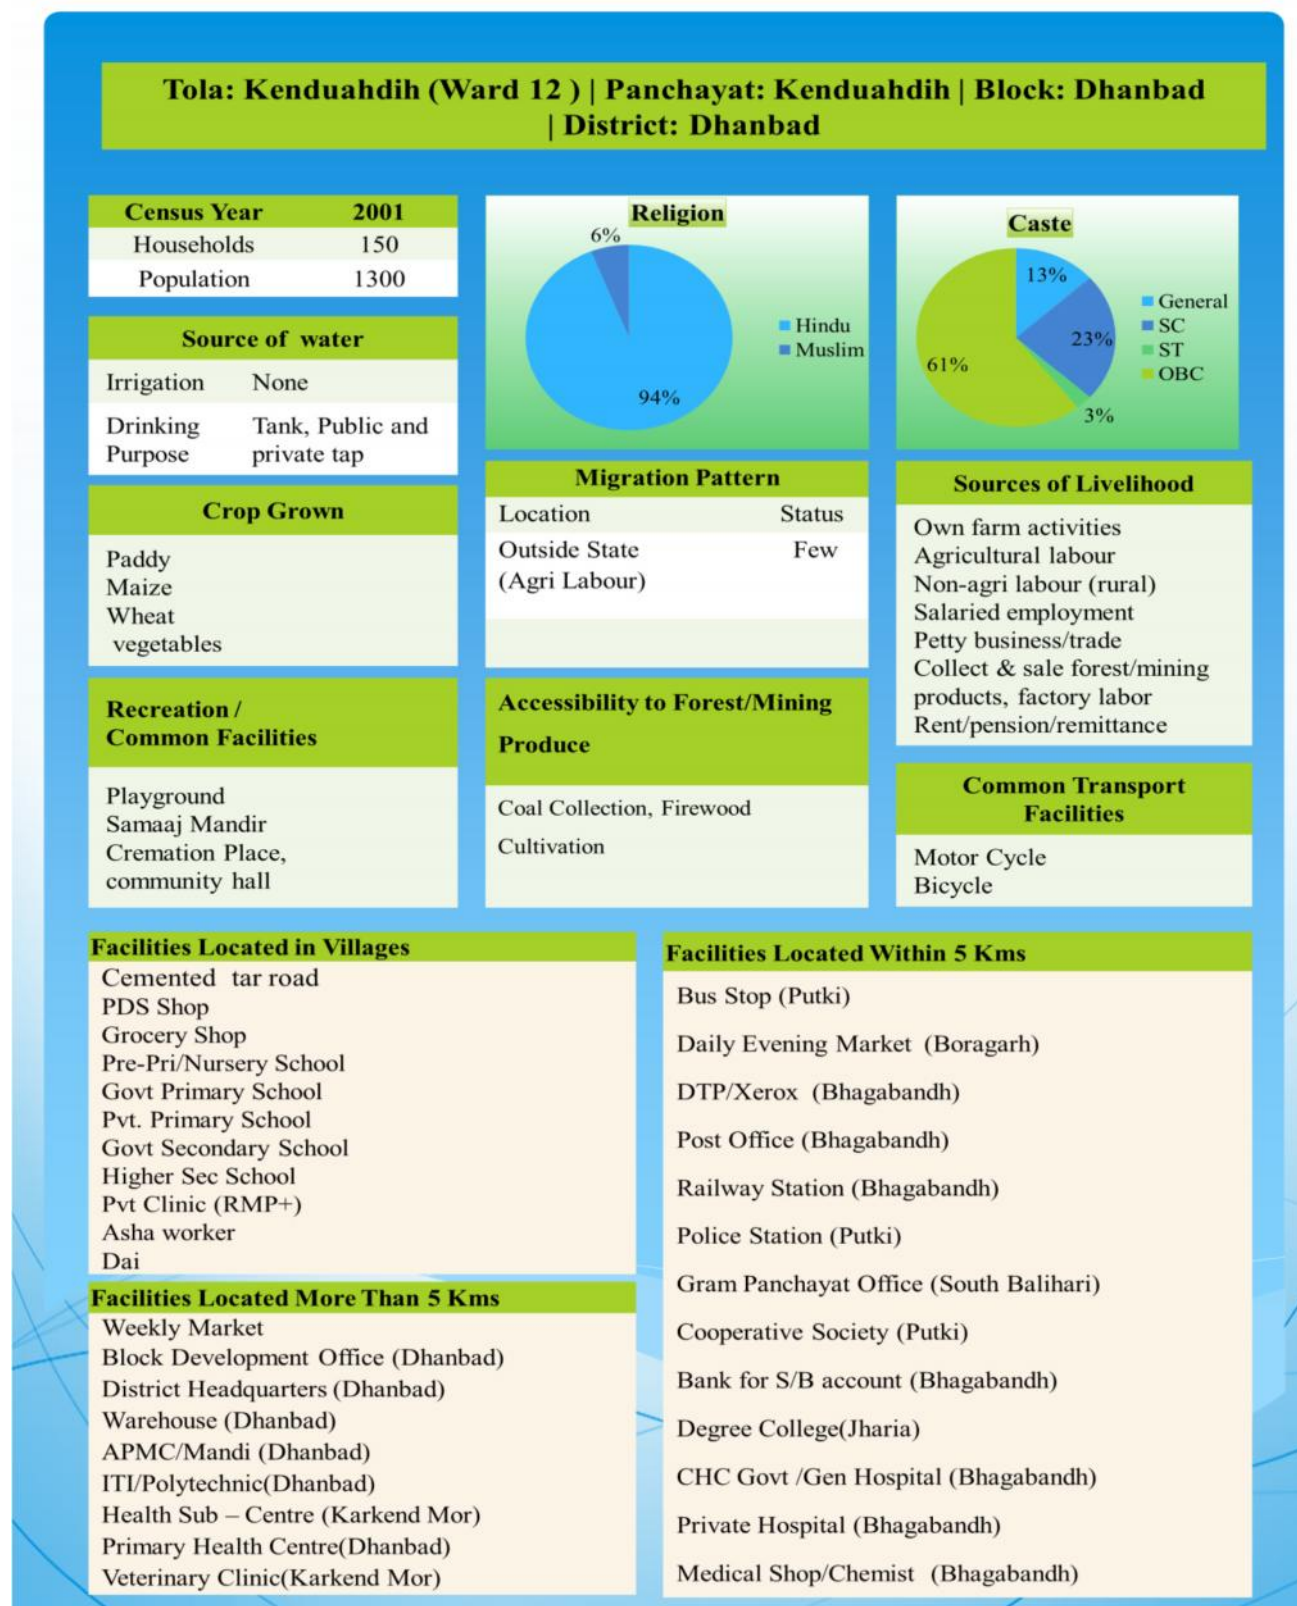 Tola: Kenduahdih (Ward 12 ) | Panchayat: Kenduahdih | Block: Dhanbad
| District: Dhanbad
Census Year 2001
Households 150
Population 1300
Source of water
Irrigation None
Drinking Tank, Public and
Purpose private tap
Crop Grown
Paddy
Maize
Wheat
vegetables
Recreation /
Common Facilities
Playground
Samaaj Mandir
Cremation Place,
community hall
Religion
6%
94%
Hindu
Muslim
Migration Pattern
Location Status
Outside State Few
(Agri Labour)
Accessibility to Forest/Mining
Produce
Coal Collection, Firewood
Cultivation
Caste
13%
23%
3%
61%
General
SC
ST
OBC
Sources of Livelihood
Own farm activities
Agricultural labour
Non-agri labour (rural)
Salaried employment
Petty business/trade
Collect & sale forest/mining
products, factory labor
Rent/pension/remittance
Common Transport
Facilities
Motor Cycle
Bicycle
Facilities Located in Villages
Cemented tar road
PDS Shop
Grocery Shop
Pre-Pri/Nursery School
Govt Primary School
Pvt. Primary School
Govt Secondary School
Higher Sec School
Pvt Clinic (RMP+)
Asha worker
Dai
Facilities Located More Than 5 Kms
Weekly Market
Block Development Office (Dhanbad)
District Headquarters (Dhanbad)
Warehouse (Dhanbad)
APMC/Mandi (Dhanbad)
ITI/Polytechnic(Dhanbad)
Health Sub – Centre (Karkend Mor)
Primary Health Centre(Dhanbad)
Veterinary Clinic(Karkend Mor)
Facilities Located Within 5 Kms
Bus Stop (Putki)
Daily Evening Market (Boragarh)
DTP/Xerox (Bhagabandh)
Post Office (Bhagabandh)
Railway Station (Bhagabandh)
Police Station (Putki)
Gram Panchayat Office (South Balihari)
Cooperative Society (Putki)
Bank for S/B account (Bhagabandh)
Degree College(Jharia)
CHC Govt /Gen Hospital (Bhagabandh)
Private Hospital (Bhagabandh)
Medical Shop/Chemist (Bhagabandh)